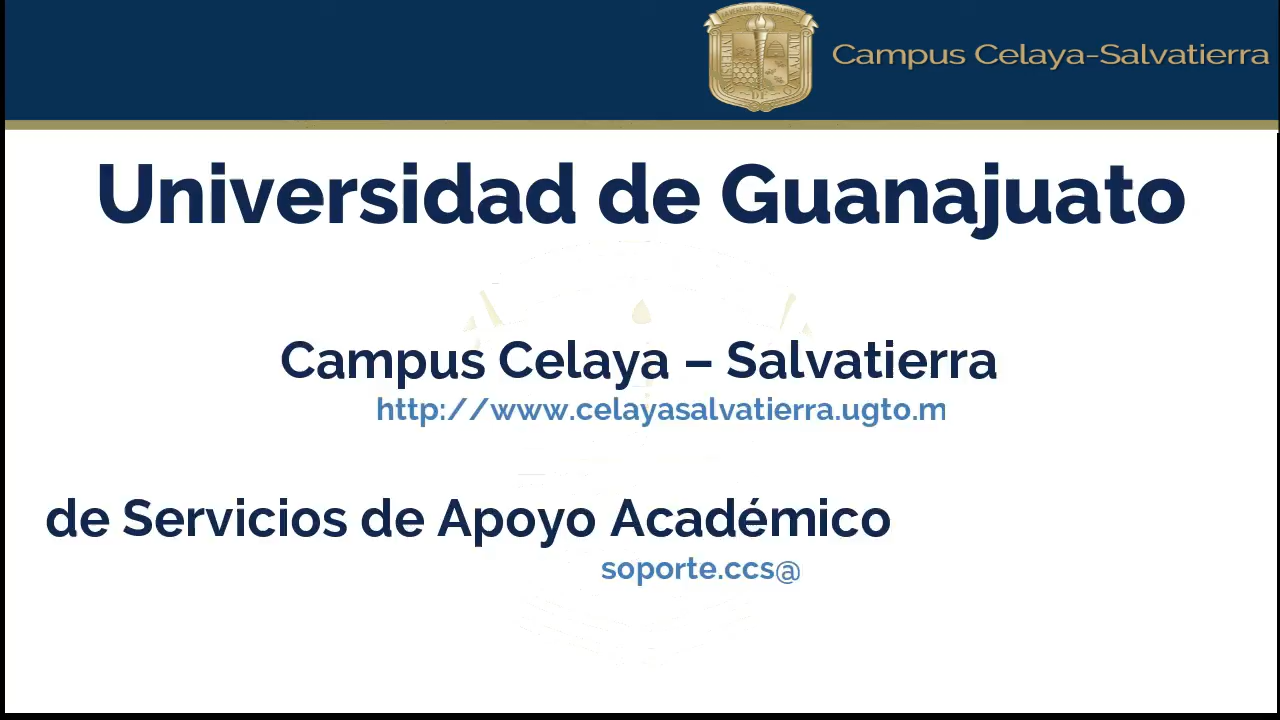 Campus Celaya-Salvatierra
Universidad de Guanajuato
Campus Celaya – Salvatierra
http://www.celayasalvatierra.ugto.m
de Servicios de Apoyo Académico
soporte.ccs@